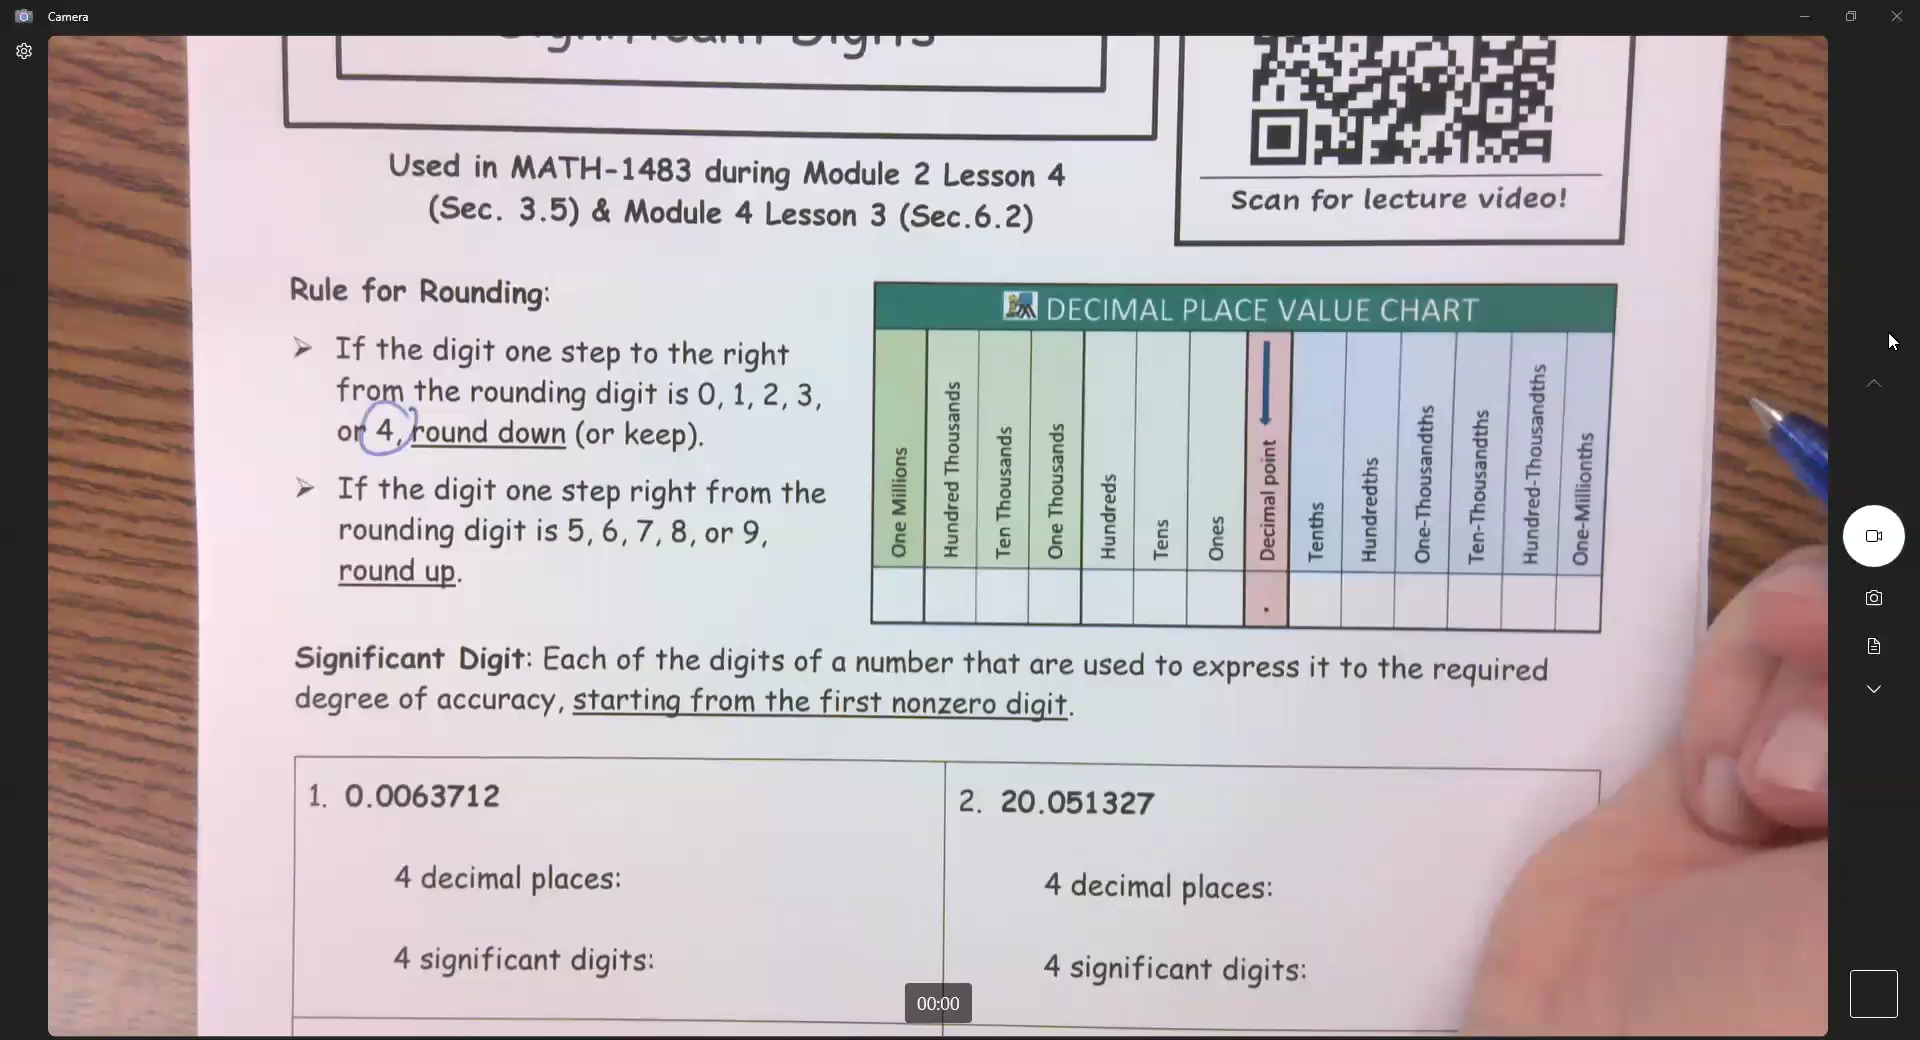 Camera
Significant Digits
Used in MATH-1483 during Module 2 Lesson 4
(Sec. 3.5) & Module 4 Lesson 3 (Sec.6.2)
Scan for lecture video!
Rule for Rounding:
➢ If the digit one step to the right
from the rounding digit is 0, 1, 2, 3,
or 4, round down (or keep).
➢ If the digit one step right from the
rounding digit is 5, 6, 7, 8, or 9,
round up.
DECIMAL PLACE VALUE CHART
One Millions
Hundred Thousands
Ten Thousands
One Thousands
Hundreds
Tens
Ones
Decimal point
Tenths
Hundredths
One-Thousandths
Ten-Thousandths
Hundred-Thousandths
One-Millionths
.
Significant Digit: Each of the digits of a number that are used to express it to the required
degree of accuracy, starting from the first nonzero digit.
1. 0.0063712
4 decimal places:
4 significant digits:
2. 20.051327
4 decimal places:
4 significant digits:
00:00